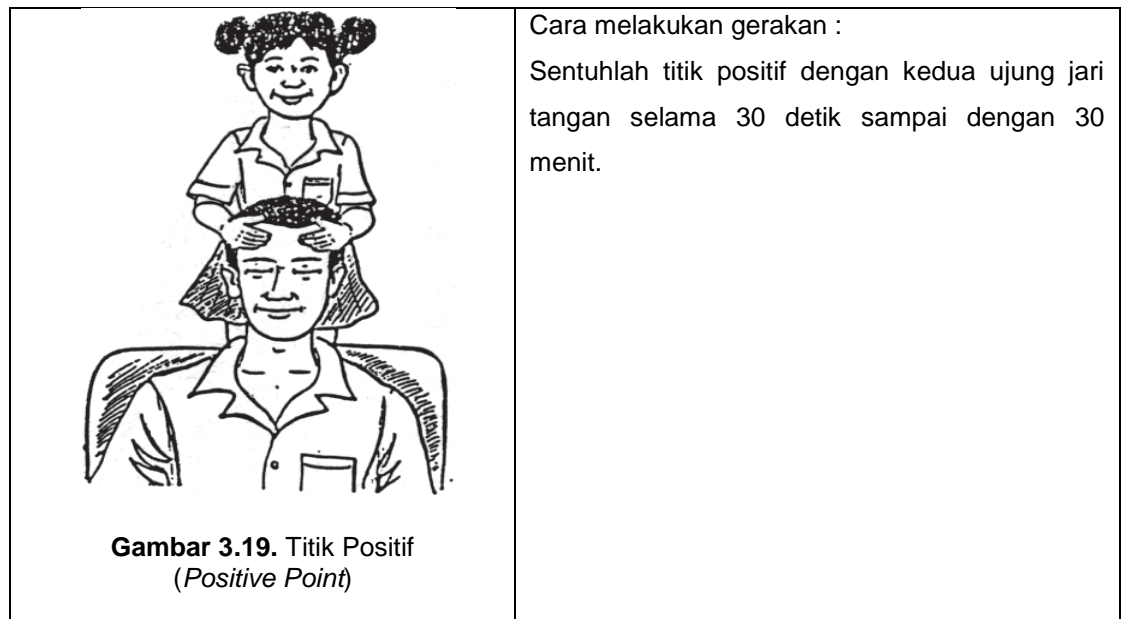 Cara melakukan gerakan :
Sentuhlah titik positif dengan kedua ujung jari
tangan selama 30 detik sampai dengan 30
menit.
Gambar 3.19. Titik Positif
(Positive Point)